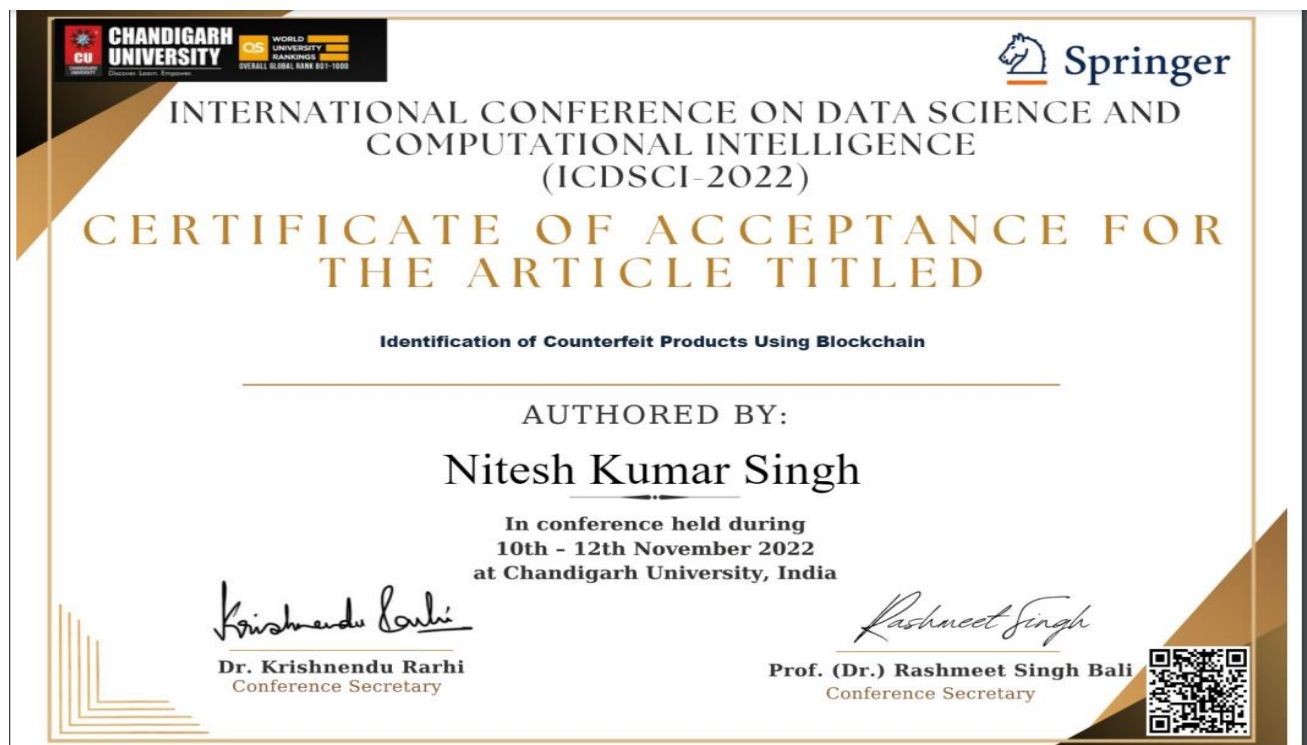 CHANDIGARH
UNIVERSITY
Discover. Learn. Empower.
CU
CHANDIGARH
UNIVERSITY
QS
WORLD
UNIVERSITY
RANKINGS
OVERALL GLOBAL RANK 801-1000
Springer
INTERNATIONAL CONFERENCE ON DATA SCIENCE AND
COMPUTATIONAL INTELLIGENCE
(ICDSCI-2022)
CERTIFICATE OF ACCEPTANCE FOR
THE ARTICLE TITLED
Identification of Counterfeit Products Using Blockchain
AUTHORED BY:
Nitesh Kumar Singh
In conference held during
10th – 12th November 2022
at Chandigarh University, India
Krishnendu Rarhi
Rashmeet Singh
Dr. Krishnendu Rarhi
Conference Secretary
Prof. (Dr.) Rashmeet Singh Bali
Conference Secretary